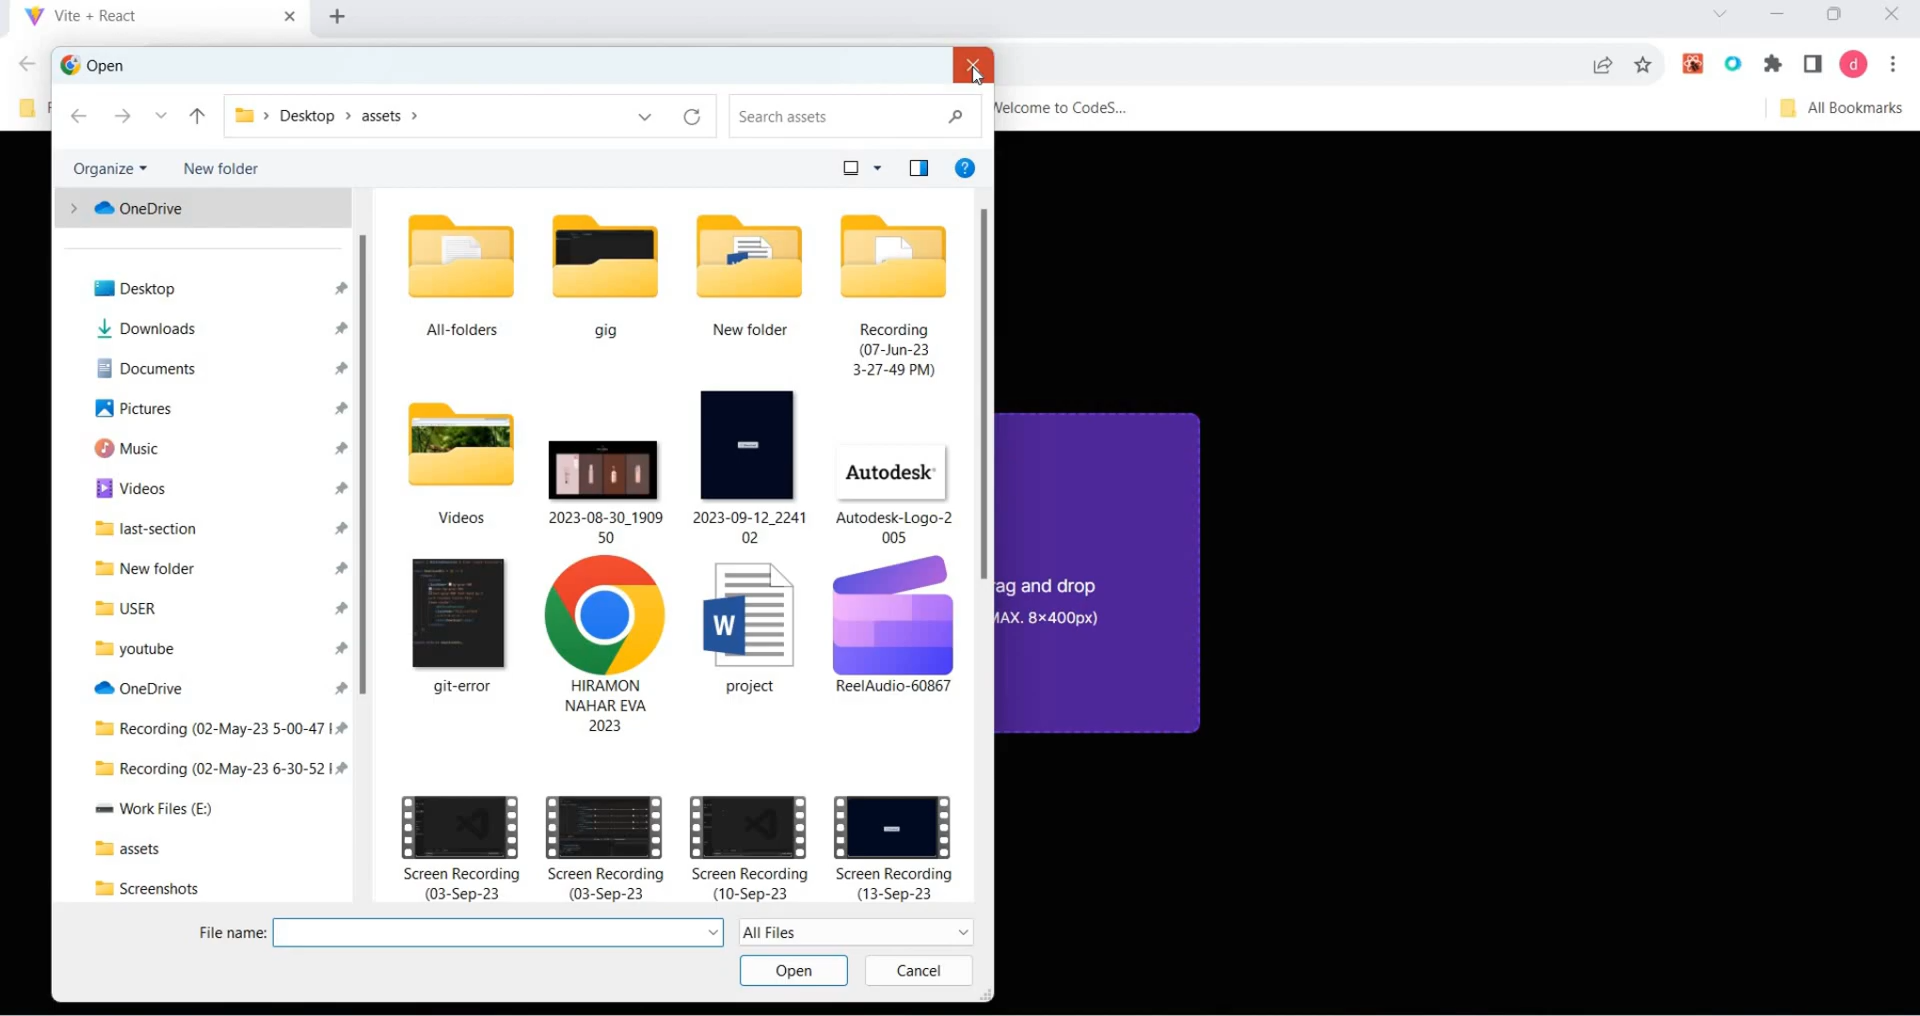 Vite + React
Open
Desktop
assets
Search assets
Welcome to CodeS...
All Bookmarks
Organize
New folder
OneDrive
Desktop
Downloads
Documents
Pictures
Music
Videos
last-section
New folder
USER
youtube
OneDrive
Recording (02-May-23 5-00-47
Recording (02-May-23 6-30-52
Work Files (E:)
assets
Screenshots
All-folders
gig
New folder
Recording
(07-Jun-23
3-27-49 PM)
Videos
2023-08-30_1909
50
2023-09-12_2241
02
Autodesk
Autodesk-Logo-2
005
git-error
HIRAMON
NAHAR EVA
2023
W
project
ReelAudio-60867
Screen Recording
(03-Sep-23
Screen Recording
(03-Sep-23
Screen Recording
(10-Sep-23
Screen Recording
(13-Sep-23
rag and drop
MAX. 8×400px)
File name:
All Files
Open
Cancel
d